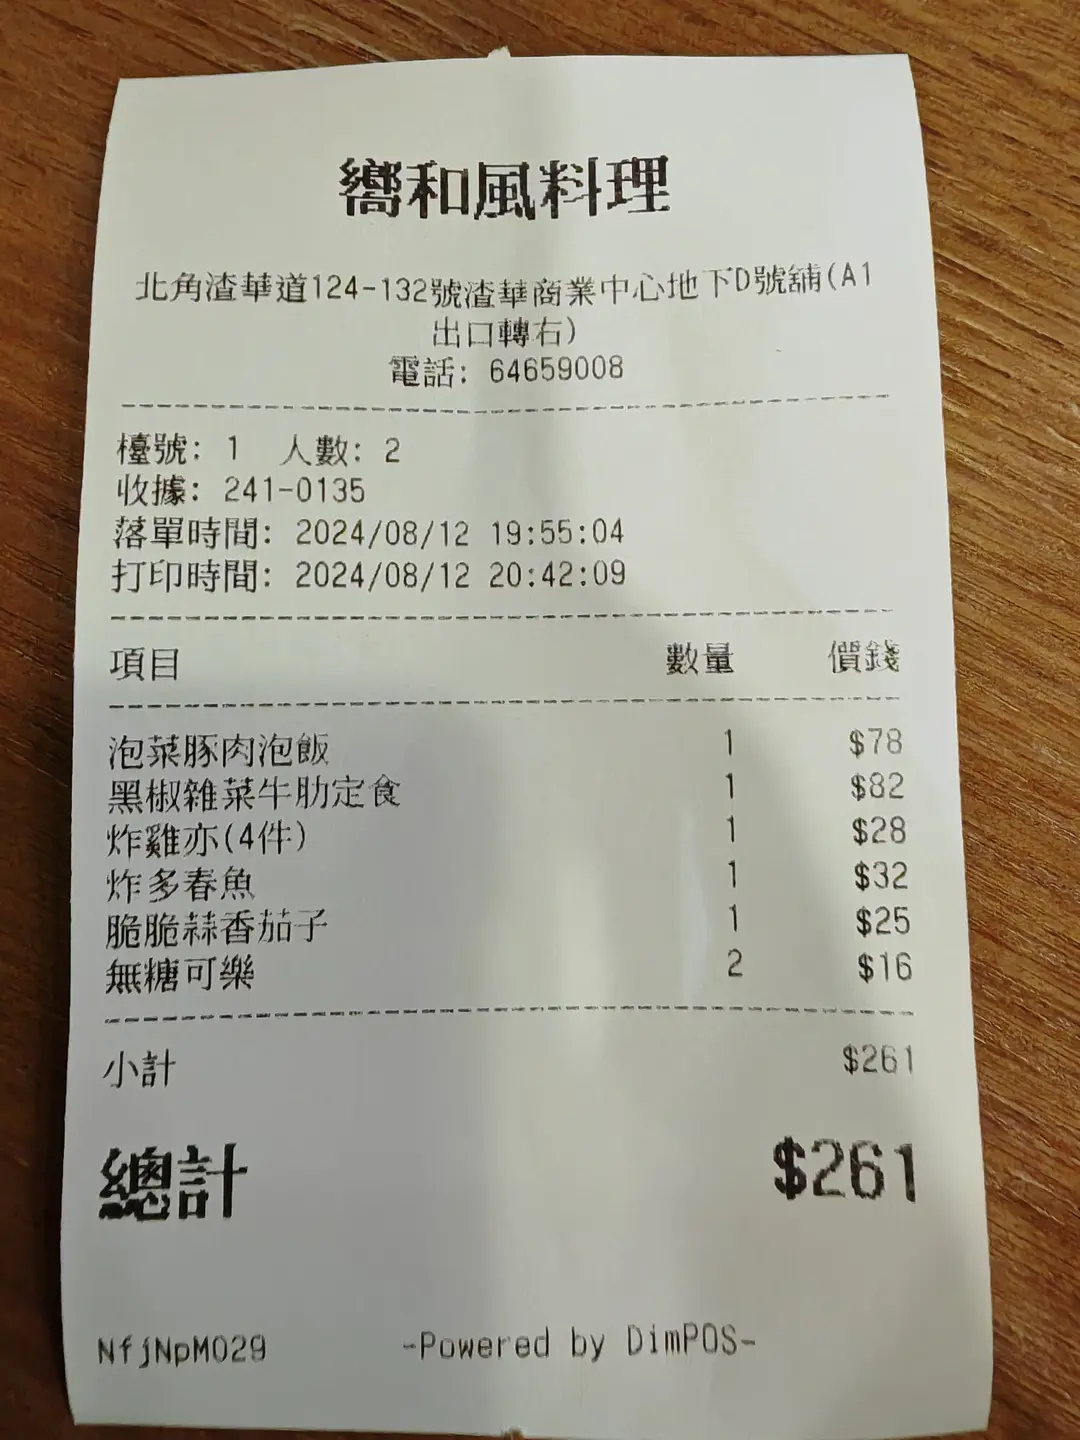 嚮和風料理
北角渣華道124-132號渣華商業中心地下D號舖(A1
出口轉右)
電話: 64659008
檯號: 1 人數: 2
收據: 241-0135
落單時間: 2024/08/12 19:55:04
打印時間: 2024/08/12 20:42:09
項目 數量 價錢
泡菜豚肉泡飯 1 $78
黑椒雜菜牛肋定食 1 $82
炸雞亦(4件) 1 $28
炸多春魚 1 $32
脆脆蒜香茄子 1 $25
無糖可樂 2 $16
小計 $261
總計 $261
NfjNpM029 -Powered by DimPOS-